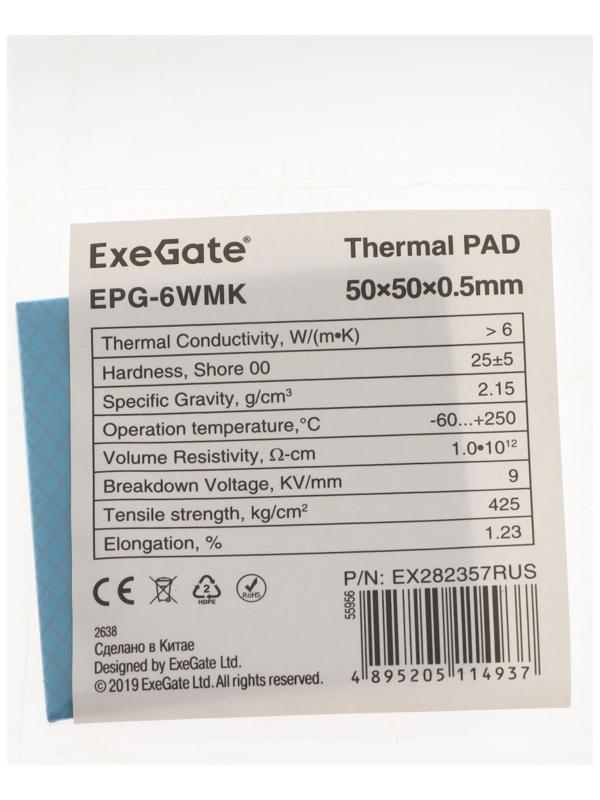 ExeGate® Thermal PAD
EPG-6WMK 50×50×0.5mm
Thermal Conductivity, W/(m•K) > 6
Hardness, Shore 00 25±5
Specific Gravity, g/cm³ 2.15
Operation temperature,°C -60...+250
Volume Resistivity, Ω-cm 1.0•10¹²
Breakdown Voltage, KV/mm 9
Tensile strength, kg/cm² 425
Elongation, % 1.23
CE 2 HDPE RoHS
P/N: EX282357RUS
55956
2638
Сделано в Китае
Designed by ExeGate Ltd.
© 2019 ExeGate Ltd. All rights reserved.
4 895205 114937